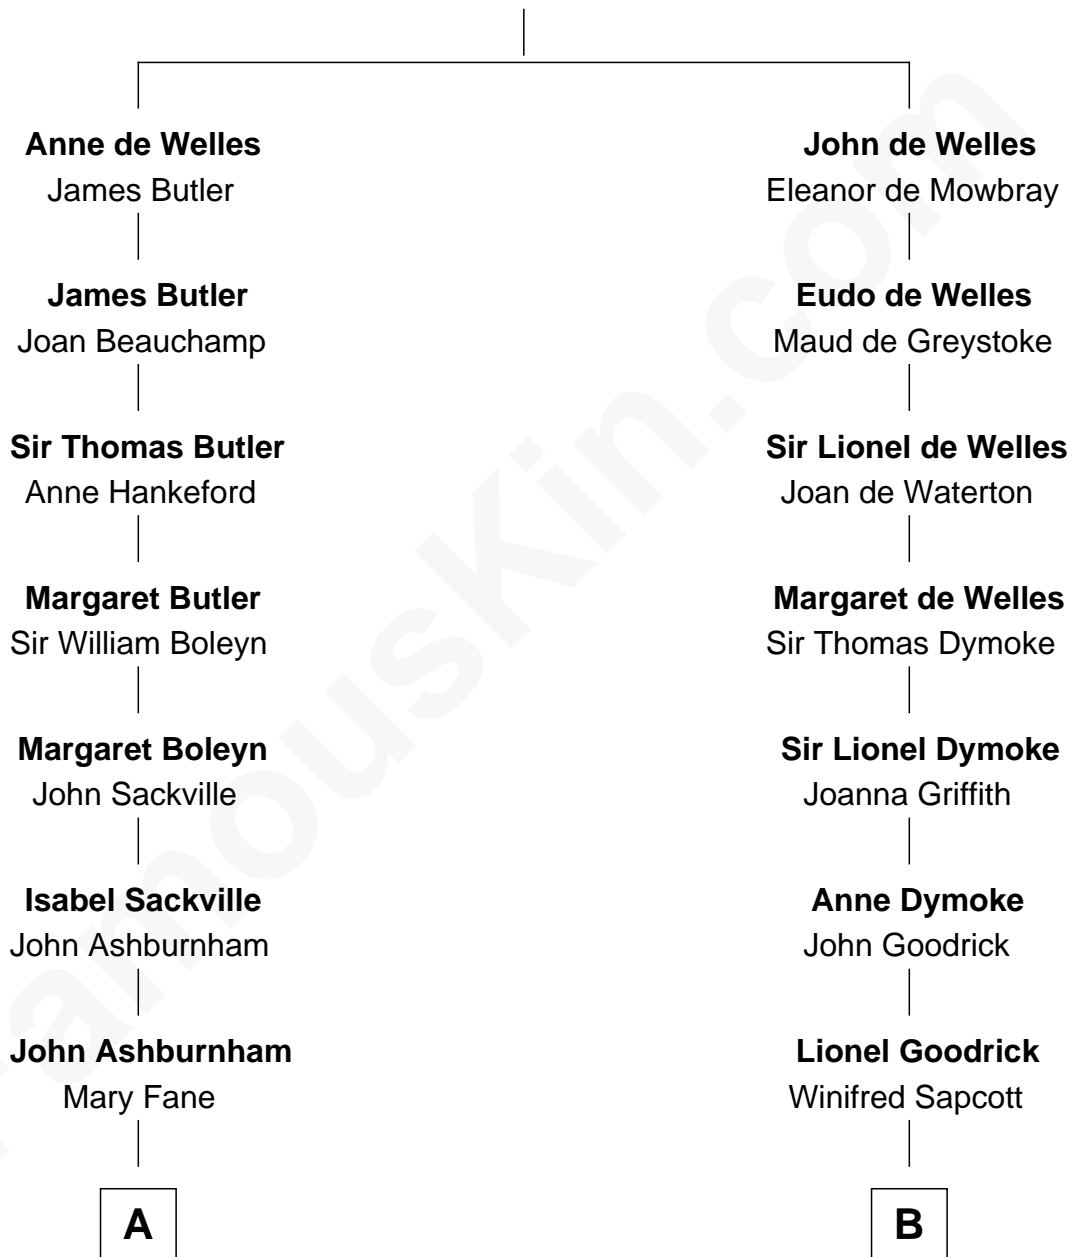 Anne de Welles
James Butler
James Butler
Joan Beauchamp
Sir Thomas Butler
Anne Hankeford
Margaret Butler
Sir William Boleyn
Margaret Boleyn
John Sackville
Isabel Sackville
John Ashburnham
John Ashburnham
Mary Fane
A
John de Welles
Eleanor de Mowbray
Eudo de Welles
Maud de Greystoke
Sir Lionel de Welles
Joan de Waterton
Margaret de Welles
Sir Thomas Dymoke
Sir Lionel Dymoke
Joanna Griffith
Anne Dymoke
John Goodrick
Lionel Goodrick
Winifred Sapcott
B
FamousKin.com